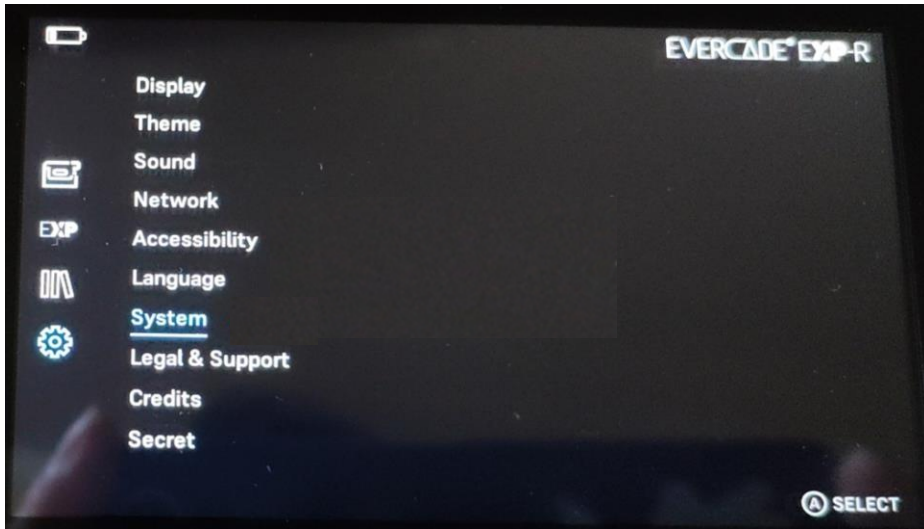 EVERCADE EXP-R
Display
Theme
Sound
Network
EXP
Accessibility
Language
System
Legal & Support
Credits
Secret
A SELECT